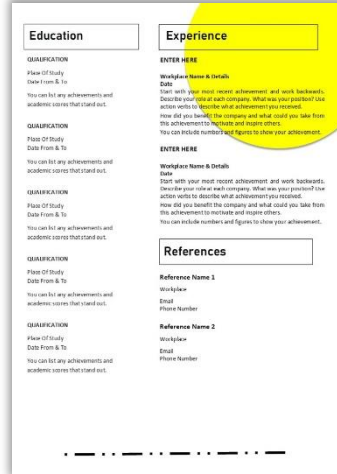 Education
QUALIFICATION
Place Of Study
Date From & To
You can list any achievements and
academic scores that stand out.
QUALIFICATION
Place Of Study
Date From & To
You can list any achievements and
academic scores that stand out.
QUALIFICATION
Place Of Study
Date From & To
You can list any achievements and
academic scores that stand out.
QUALIFICATION
Place Of Study
Date From & To
You can list any achievements and
academic scores that stand out.
QUALIFICATION
Place Of Study
Date From & To
You can list any achievements and
academic scores that stand out.
Experience
ENTER HERE
Workplace Name & Details
Date
Start with your most recent achievement and work backwards.
Describe your role at each company. What was your position? Use
action verbs to describe what achievement you received.
How did you benefit the company and what could you take from
this achievement to motivate and inspire others.
You can include numbers and figures to show your achievement.
ENTER HERE
Workplace Name & Details
Date
Start with your most recent achievement and work backwards.
Describe your role at each company. What was your position? Use
action verbs to describe what achievement you received.
How did you benefit the company and what could you take from
this achievement to motivate and inspire others.
You can include numbers and figures to show your achievement.
References
Reference Name 1
Workplace
Email
Phone Number
Reference Name 2
Workplace
Email
Phone Number